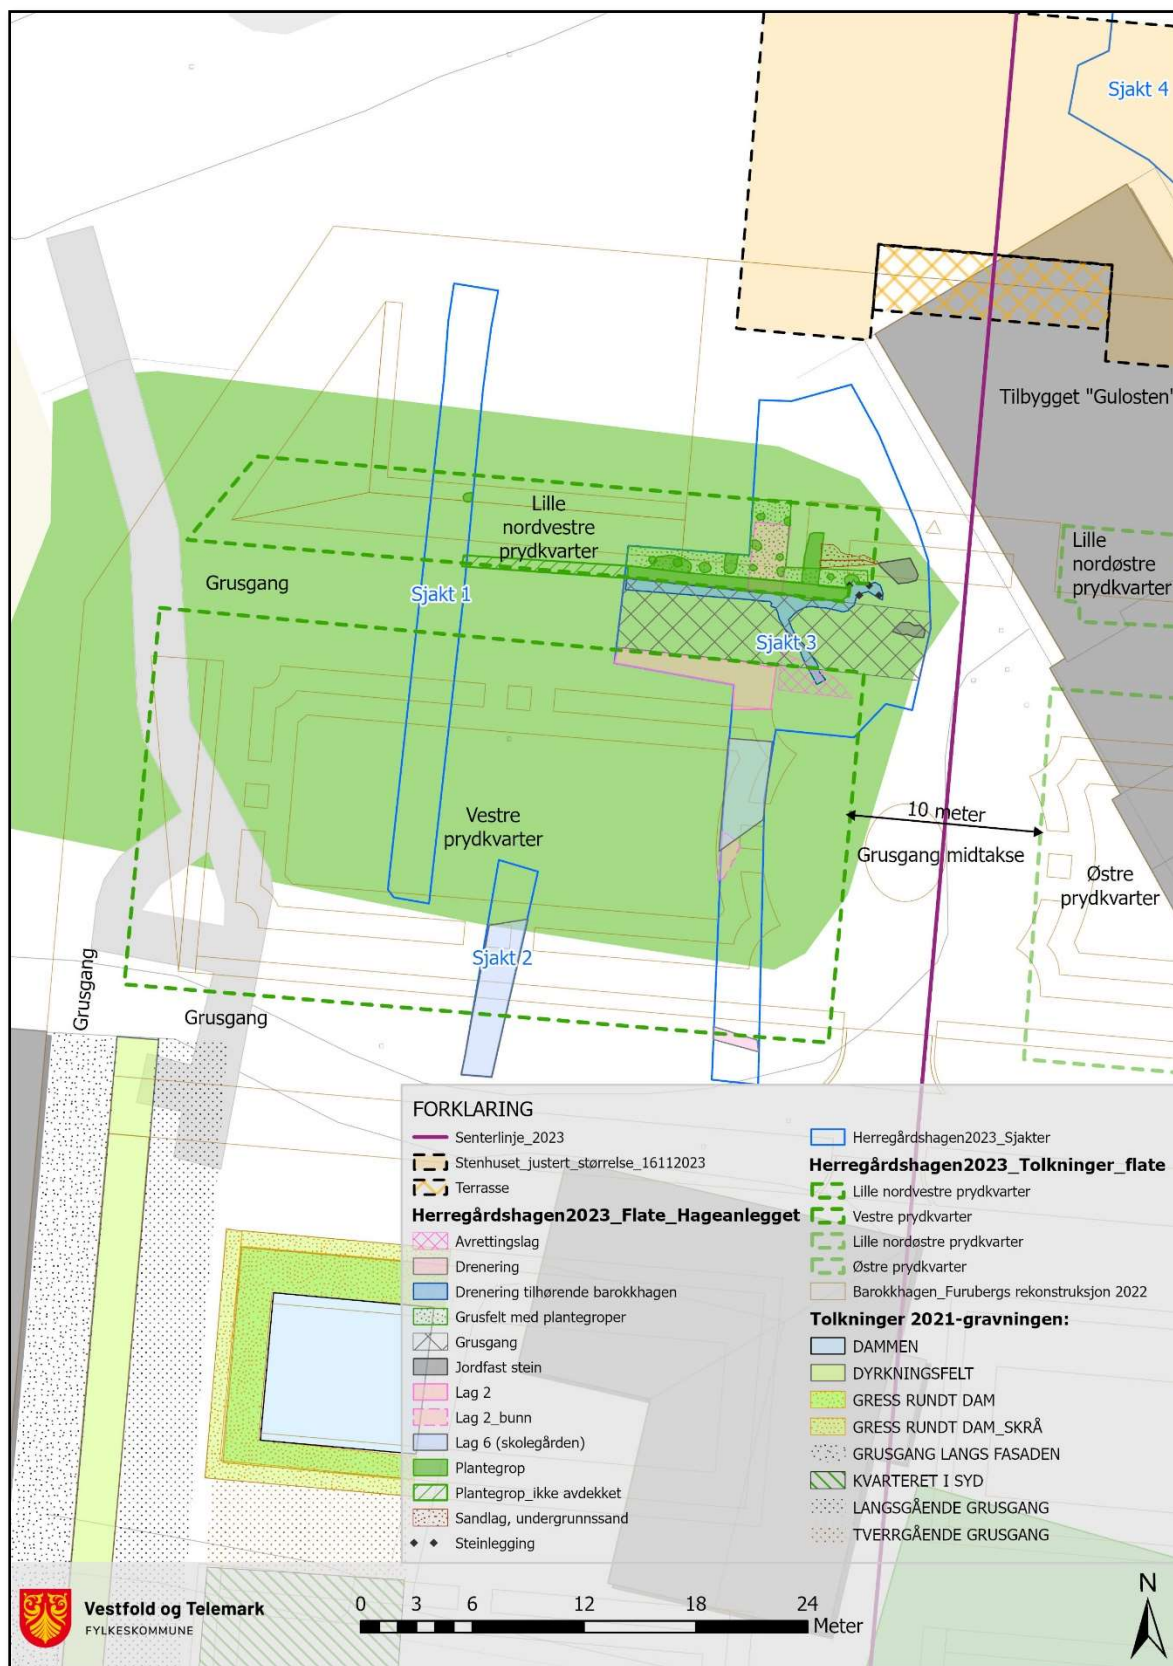 Sjakt 4
Tilbygget "Gulosten"
Lille
nordvestre
prydkvarter
Lille
nordøstre
prydkvarter
Grusgang
Sjakt 1
Sjakt 3
Vestre
prydkvarter
10 meter
Grusgang midtakse
Østre
prydkvarter
Sjakt 2
Grusgang
Grusgang
FORKLARING
Senterlinje_2023
Stenhuset_justert_størrelse_16112023
Terrasse
Herregårdshagen2023_Flate_Hageanlegget
Avrettingslag
Drenering
Drenering tilhørende barokkhagen
Grusfelt med plantegroper
Grusgang
Jordfast stein
Lag 2
Lag 2_bunn
Lag 6 (skolegården)
Plantegrop
Plantegrop_ikke avdekket
Sandlag, undergrunnssand
Steinlegging
Herregårdshagen2023_Sjakter
Herregårdshagen2023_Tolkninger_flate
Lille nordvestre prydkvarter
Vestre prydkvarter
Lille nordøstre prydkvarter
Østre prydkvarter
Barokkhagen_Furubergs rekonstruksjon 2022
Tolkninger 2021-gravningen:
DAMMEN
DYRKNINGSFELT
GRESS RUNDT DAM
GRESS RUNDT DAM_SKRÅ
GRUSGANG LANGS FASADEN
KVARTERET I SYD
LANGSGÅENDE GRUSGANG
TVERRGÅENDE GRUSGANG
Vestfold og Telemark
FYLKESKOMMUNE
0 3 6 12 18 24
Meter
N